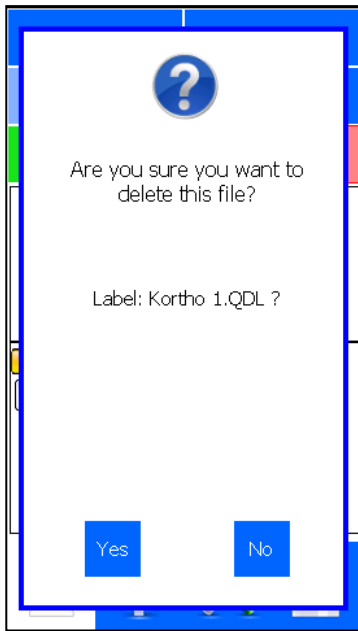 Are you sure you want to
delete this file?
Label: Kortho 1.QDL ?
Yes
No